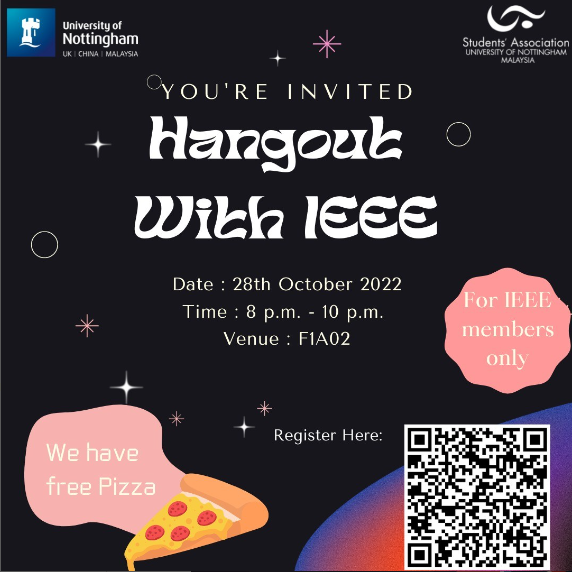 University of
Nottingham
UK | CHINA | MALAYSIA
Students' Association
UNIVERSITY OF NOTTINGHAM
MALAYSIA
YOU'RE INVITED
Hangout
With IEEE
Date : 28th October 2022
Time : 8 p.m. - 10 p.m.
Venue : F1A02
For IEEE
members
only
Register Here:
We have
free Pizza